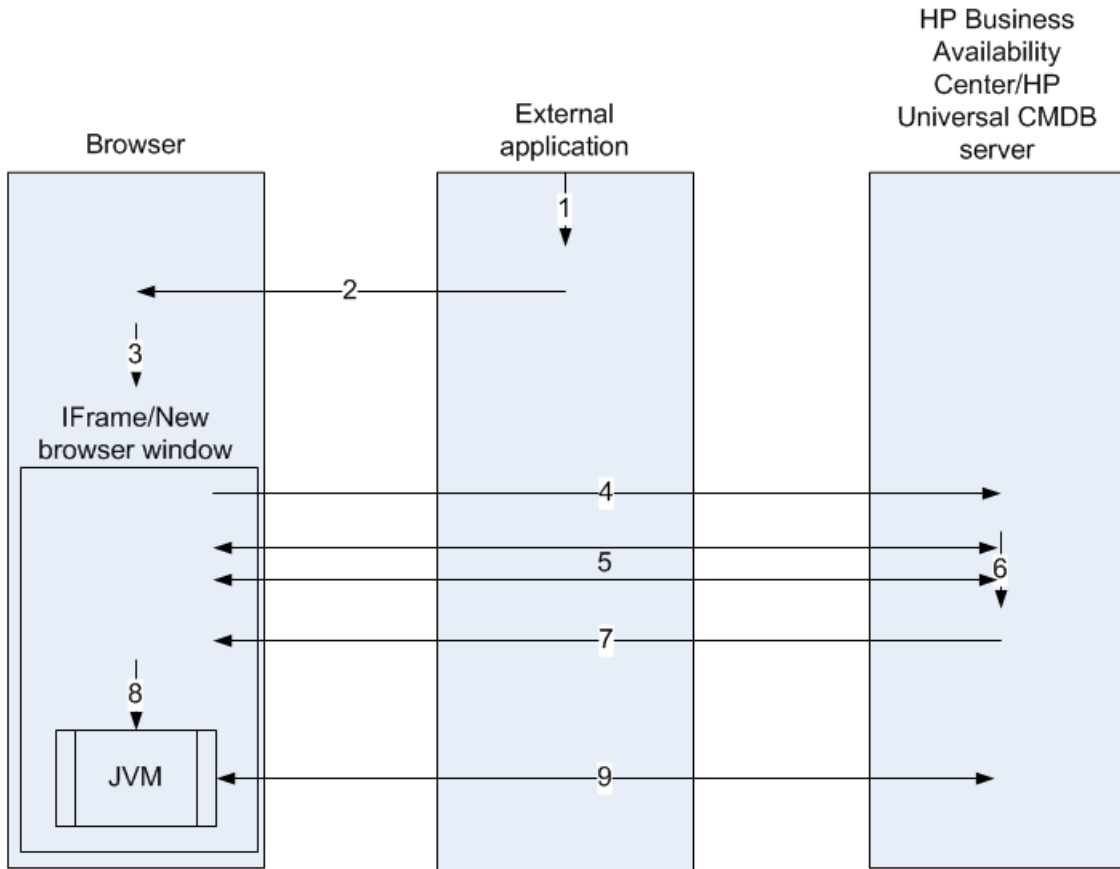 HP Business
Availability
Center/HP
Universal CMDB
server
External
application
Browser
1
2
3
IFrame/New
browser window
4
5
6
7
8
JVM
9